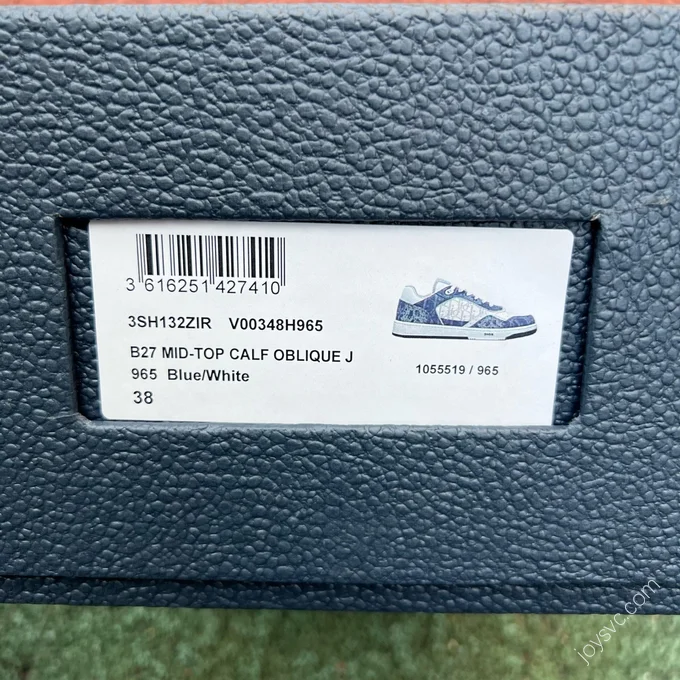 3 616251 427410
3SH132ZIR V00348H965
B27 MID-TOP CALF OBLIQUE J
965 Blue/White
38
1055519 / 965
joysvc.com